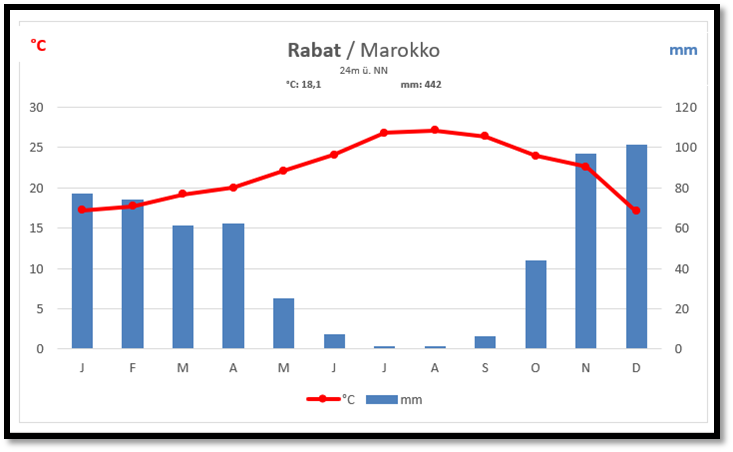 °C
Rabat / Marokko
mm
24m ü. NN
°C: 18,1 mm: 442
30 120
25 100
20 80
15 60
10 40
5 20
0 0
J F M A M J J A S O N D
°C mm